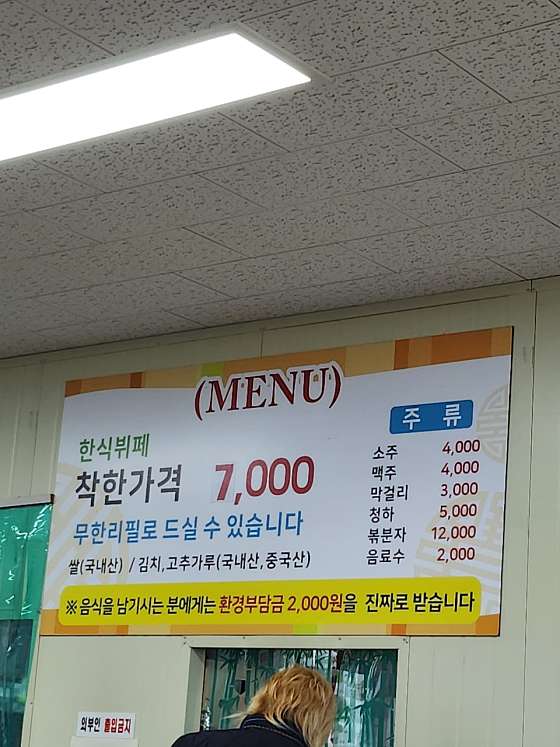 (MENU)
한식뷔페
착한가격 7,000
무한리필로 드실 수 있습니다
쌀(국내산) / 김치,고추가루(국내산,중국산)
주 류
소주 4,000
맥주 4,000
막걸리 3,000
청하 5,000
볶분자 12,000
음료수 2,000
※ 음식을 남기시는 분에게는 환경부담금 2,000원을 진짜로 받습니다
외부인 출입금지